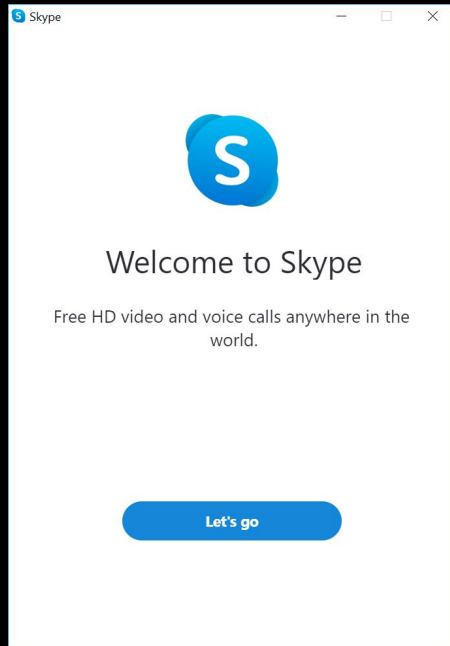 Skype
S
Welcome to Skype
Free HD video and voice calls anywhere in the
world.
Let's go